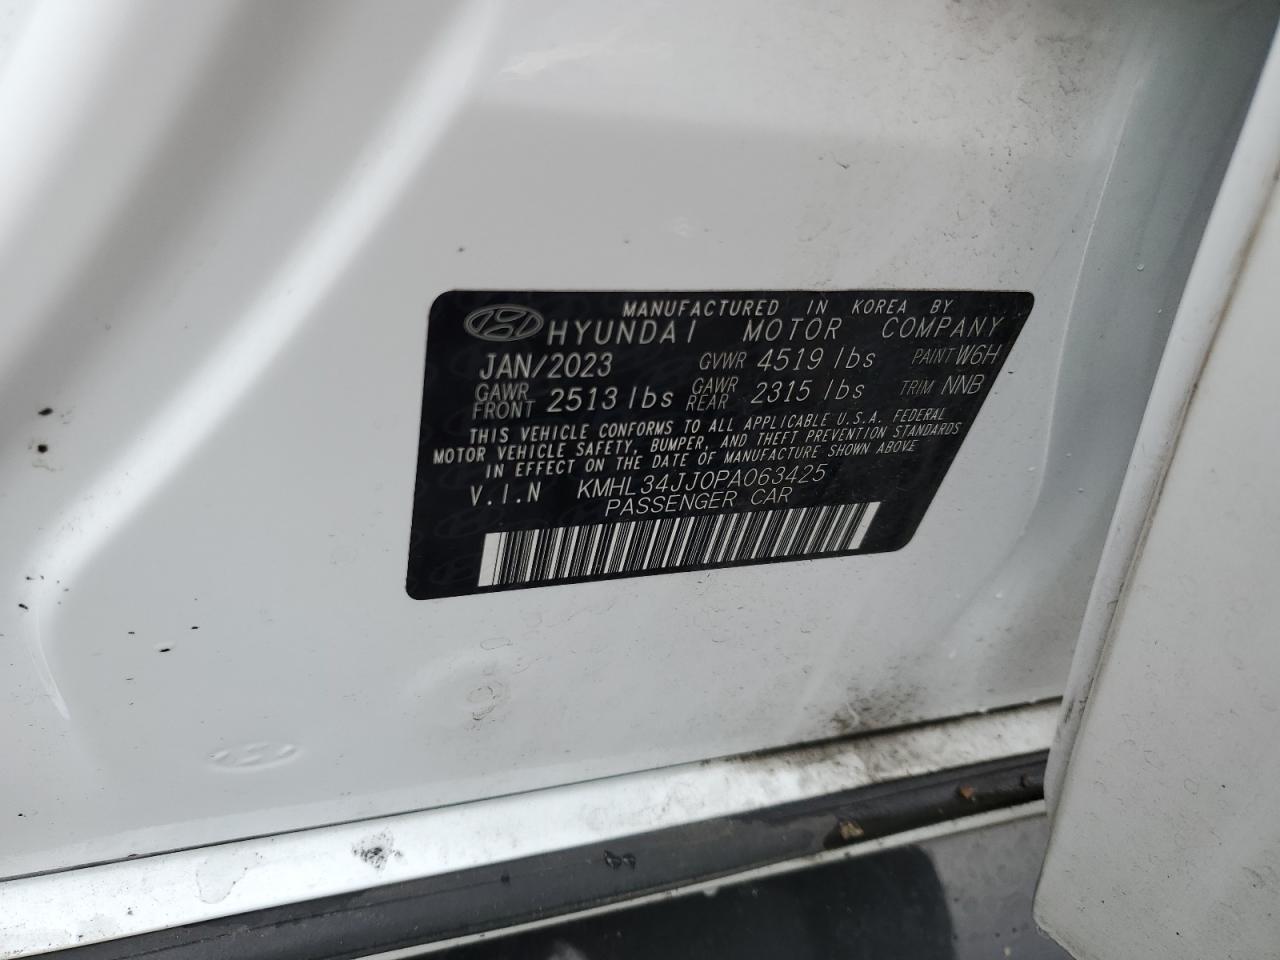 MANUFACTURED IN KOREA BY
HYUNDAI MOTOR COMPANY
JAN/2023 GVWR 4519 lbs PAINT W6H
GAWR FRONT 2513 lbs GAWR REAR 2315 lbs TRIM NNB
THIS VEHICLE CONFORMS TO ALL APPLICABLE U.S.A. FEDERAL
MOTOR VEHICLE SAFETY, BUMPER, AND THEFT PREVENTION STANDARDS
IN EFFECT ON THE DATE OF MANUFACTURE SHOWN ABOVE
V.I.N KMHL34JJ0PA063425
PASSENGER CAR